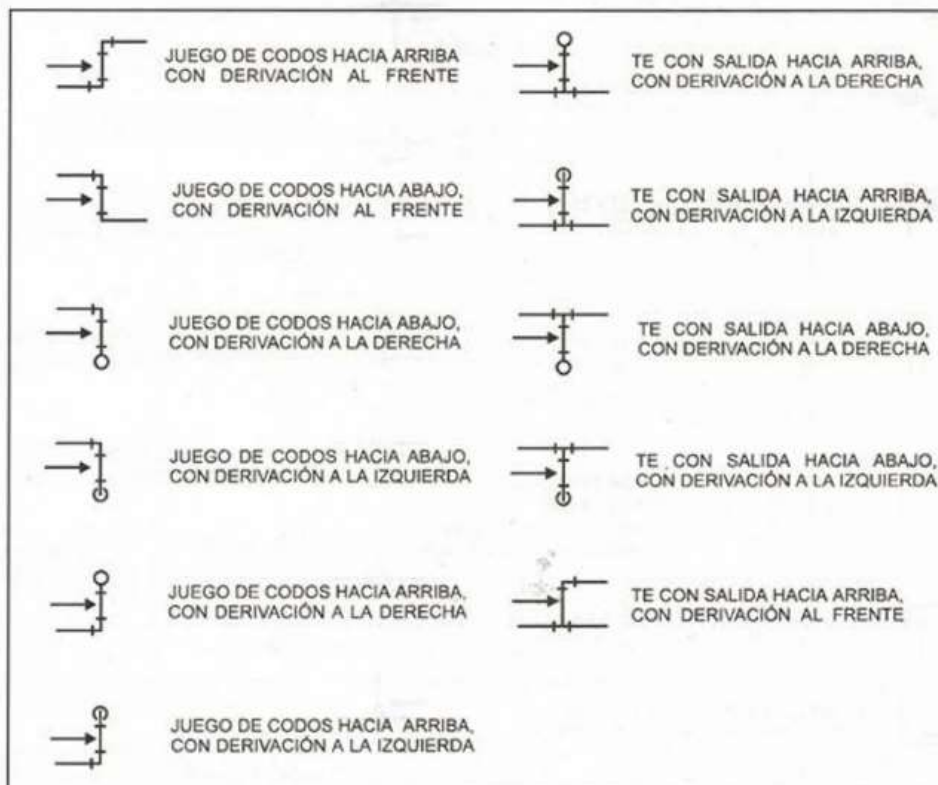 JUEGO DE CODOS HACIA ARRIBA
CON DERIVACIÓN AL FRENTE
JUEGO DE CODOS HACIA ABAJO,
CON DERIVACIÓN AL FRENTE
JUEGO DE CODOS HACIA ABAJO,
CON DERIVACIÓN A LA DERECHA
JUEGO DE CODOS HACIA ABAJO,
CON DERIVACIÓN A LA IZQUIERDA
JUEGO DE CODOS HACIA ARRIBA,
CON DERIVACIÓN A LA DERECHA
JUEGO DE CODOS HACIA ARRIBA,
CON DERIVACIÓN A LA IZQUIERDA
TE CON SALIDA HACIA ARRIBA,
CON DERIVACIÓN A LA DERECHA
TE CON SALIDA HACIA ARRIBA,
CON DERIVACIÓN A LA IZQUIERDA
TE CON SALIDA HACIA ABAJO,
CON DERIVACIÓN A LA DERECHA
TE CON SALIDA HACIA ABAJO,
CON DERIVACIÓN A LA IZQUIERDA
TE CON SALIDA HACIA ARRIBA,
CON DERIVACIÓN AL FRENTE